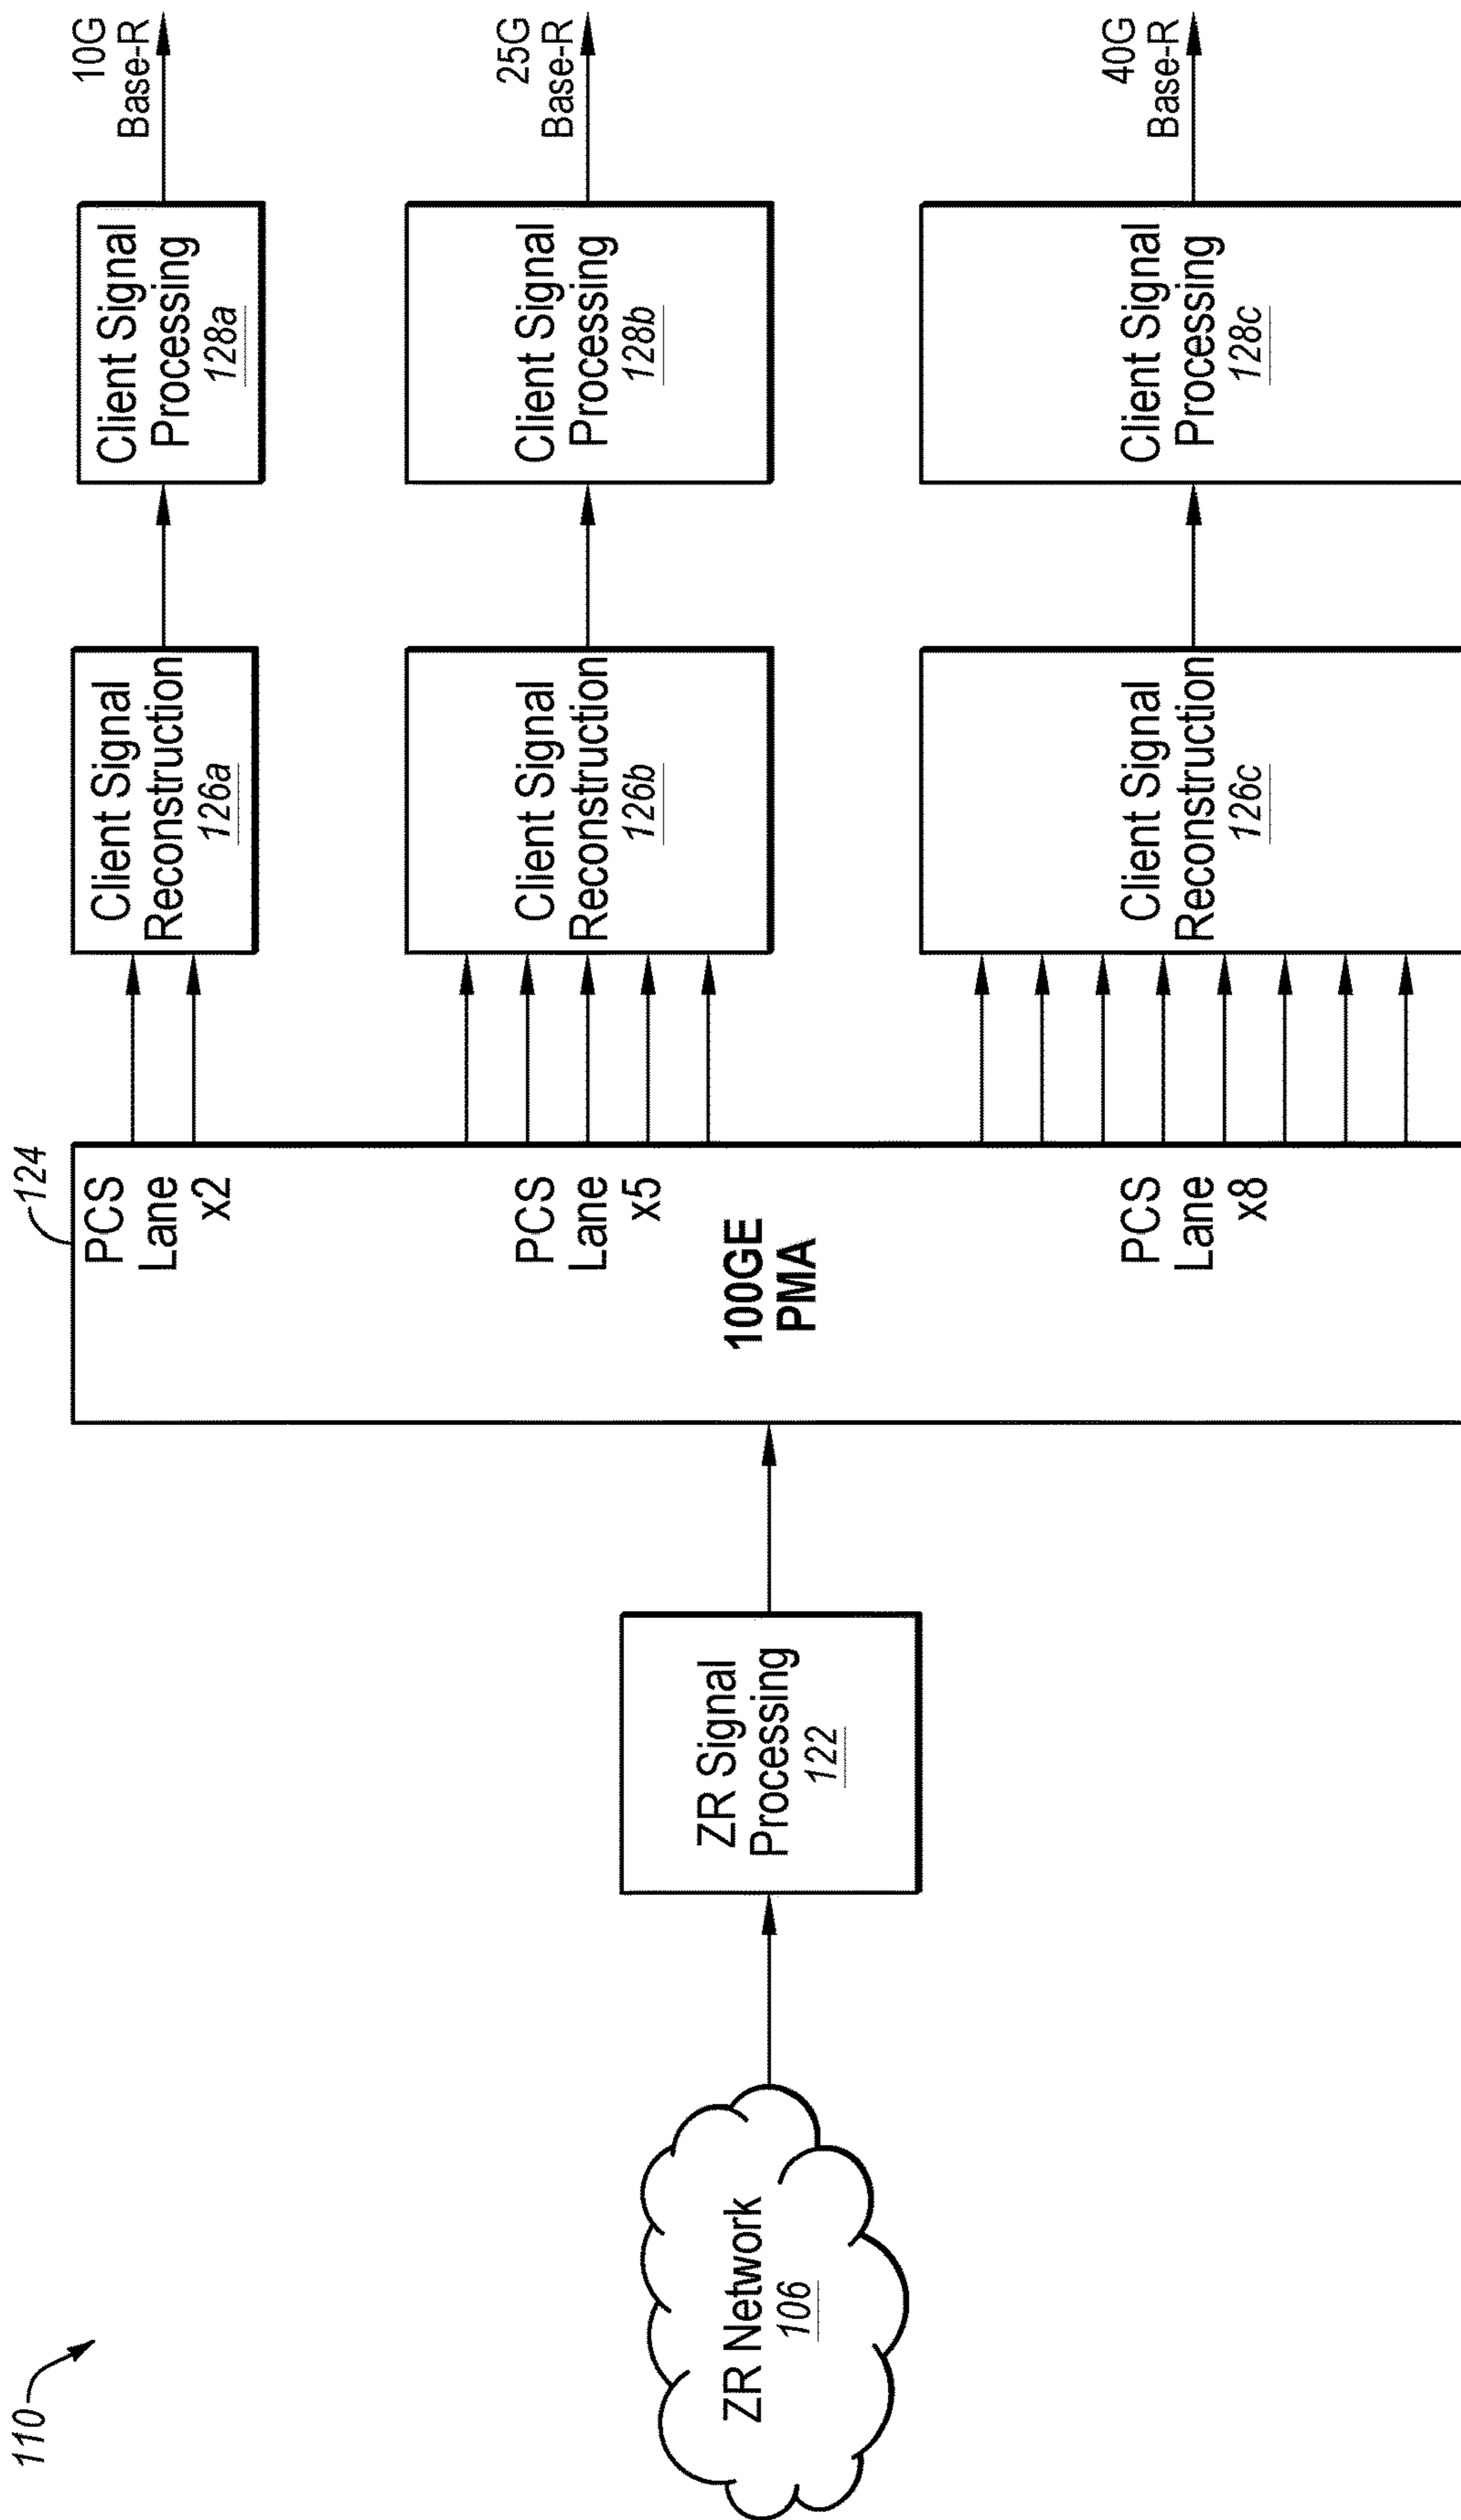 110
ZR Network
106
ZR Signal
Processing
122
124
100GE
PMA
PCS
Lane
x2
PCS
Lane
x5
PCS
Lane
x8
Client Signal
Reconstruction
126a
Client Signal
Reconstruction
126b
Client Signal
Reconstruction
126c
Client Signal
Processing
128a
Client Signal
Processing
128b
Client Signal
Processing
128c
10G
Base-R
25G
Base-R
40G
Base-R